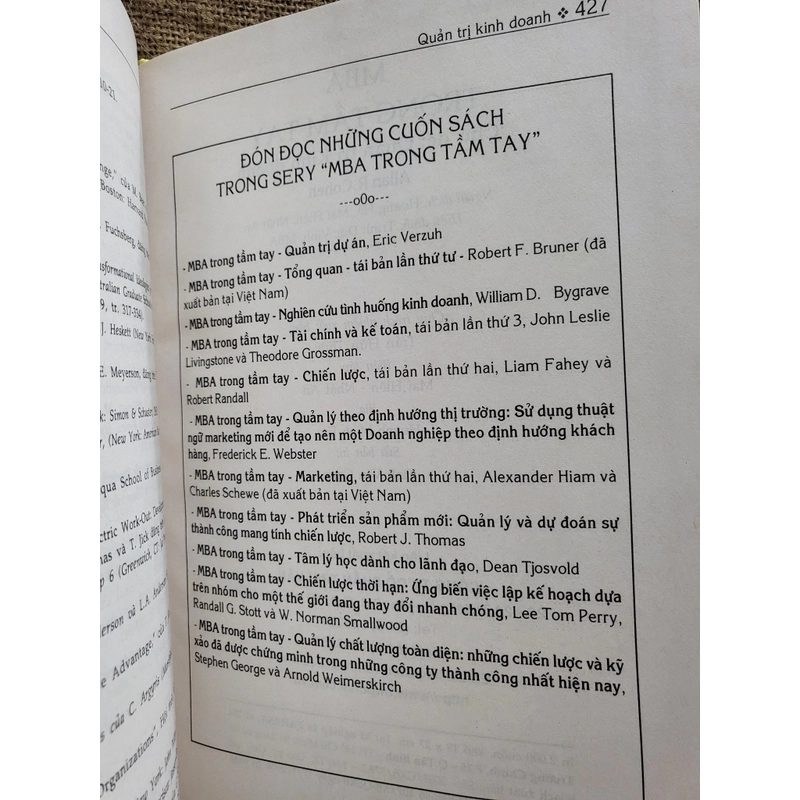 Quản trị kinh doanh ❖ 427
ĐÓN ĐỌC NHỮNG CUỐN SÁCH
TRONG SERY “MBA TRONG TẦM TAY”
---o0o---
- MBA trong tầm tay - Quản trị dự án, Eric Verzuh
- MBA trong tầm tay - Tổng quan - tái bản lần thứ tư - Robert F. Bruner (đã
xuất bản tại Việt Nam)
- MBA trong tầm tay - Nghiên cứu tình huống kinh doanh, William D. Bygrave
- MBA trong tầm tay - Tài chính và kế toán, tái bản lần thứ 3, John Leslie
Livingstone và Theodore Grossman.
- MBA trong tầm tay - Chiến lược, tái bản lần thứ hai, Liam Fahey và
Robert Randall
- MBA trong tầm tay - Quản lý theo định hướng thị trường: Sử dụng thuật
ngữ marketing mới để tạo nên một Doanh nghiệp theo định hướng khách
hàng, Frederick E. Webster
- MBA trong tầm tay - Marketing, tái bản lần thứ hai, Alexander Hiam và
Charles Schewe (đã xuất bản tại Việt Nam)
- MBA trong tầm tay - Phát triển sản phẩm mới: Quản lý và dự đoán sự
thành công mang tính chiến lược, Robert J. Thomas
- MBA trong tầm tay - Tâm lý học dành cho lãnh đạo, Dean Tjosvold
- MBA trong tầm tay - Chiến lược thời hạn: Ứng biến việc lập kế hoạch dựa
trên nhóm cho một thế giới đang thay đổi nhanh chóng, Lee Tom Perry,
Randall G. Stott và W. Norman Smallwood
- MBA trong tầm tay - Quản lý chất lượng toàn diện: những chiến lược và kỹ
xảo đã được chứng minh trong những công ty thành công nhất hiện nay,
Stephen George và Arnold Weimerskirch